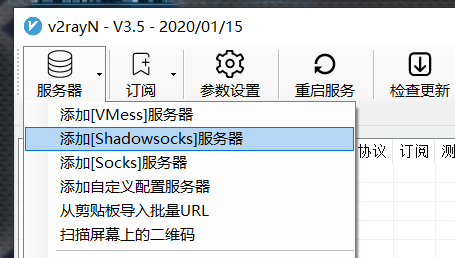 v2rayN - V3.5 - 2020/01/15
服务器 订阅 参数设置 重启服务 检查更新
添加[VMess]服务器
添加[Shadowsocks]服务器
添加[Socks]服务器
添加自定义配置服务器
从剪贴板导入批量URL
扫描屏幕上的二维码
协议 订阅